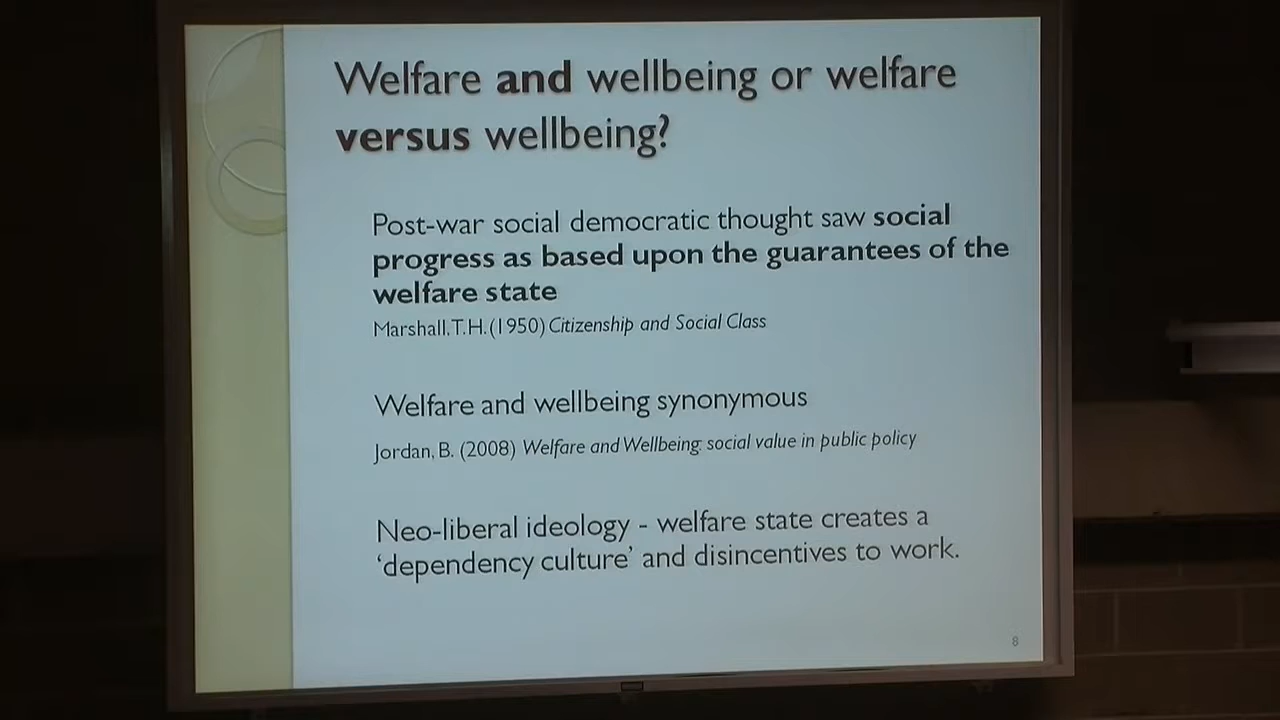 Welfare and wellbeing or welfare
versus wellbeing?
Post-war social democratic thought saw social
progress as based upon the guarantees of the
welfare state
Marshall, T.H. (1950) Citizenship and Social Class
Welfare and wellbeing synonymous
Jordan, B. (2008) Welfare and Wellbeing: social value in public policy
Neo-liberal ideology - welfare state creates a
‘dependency culture’ and disincentives to work.
8